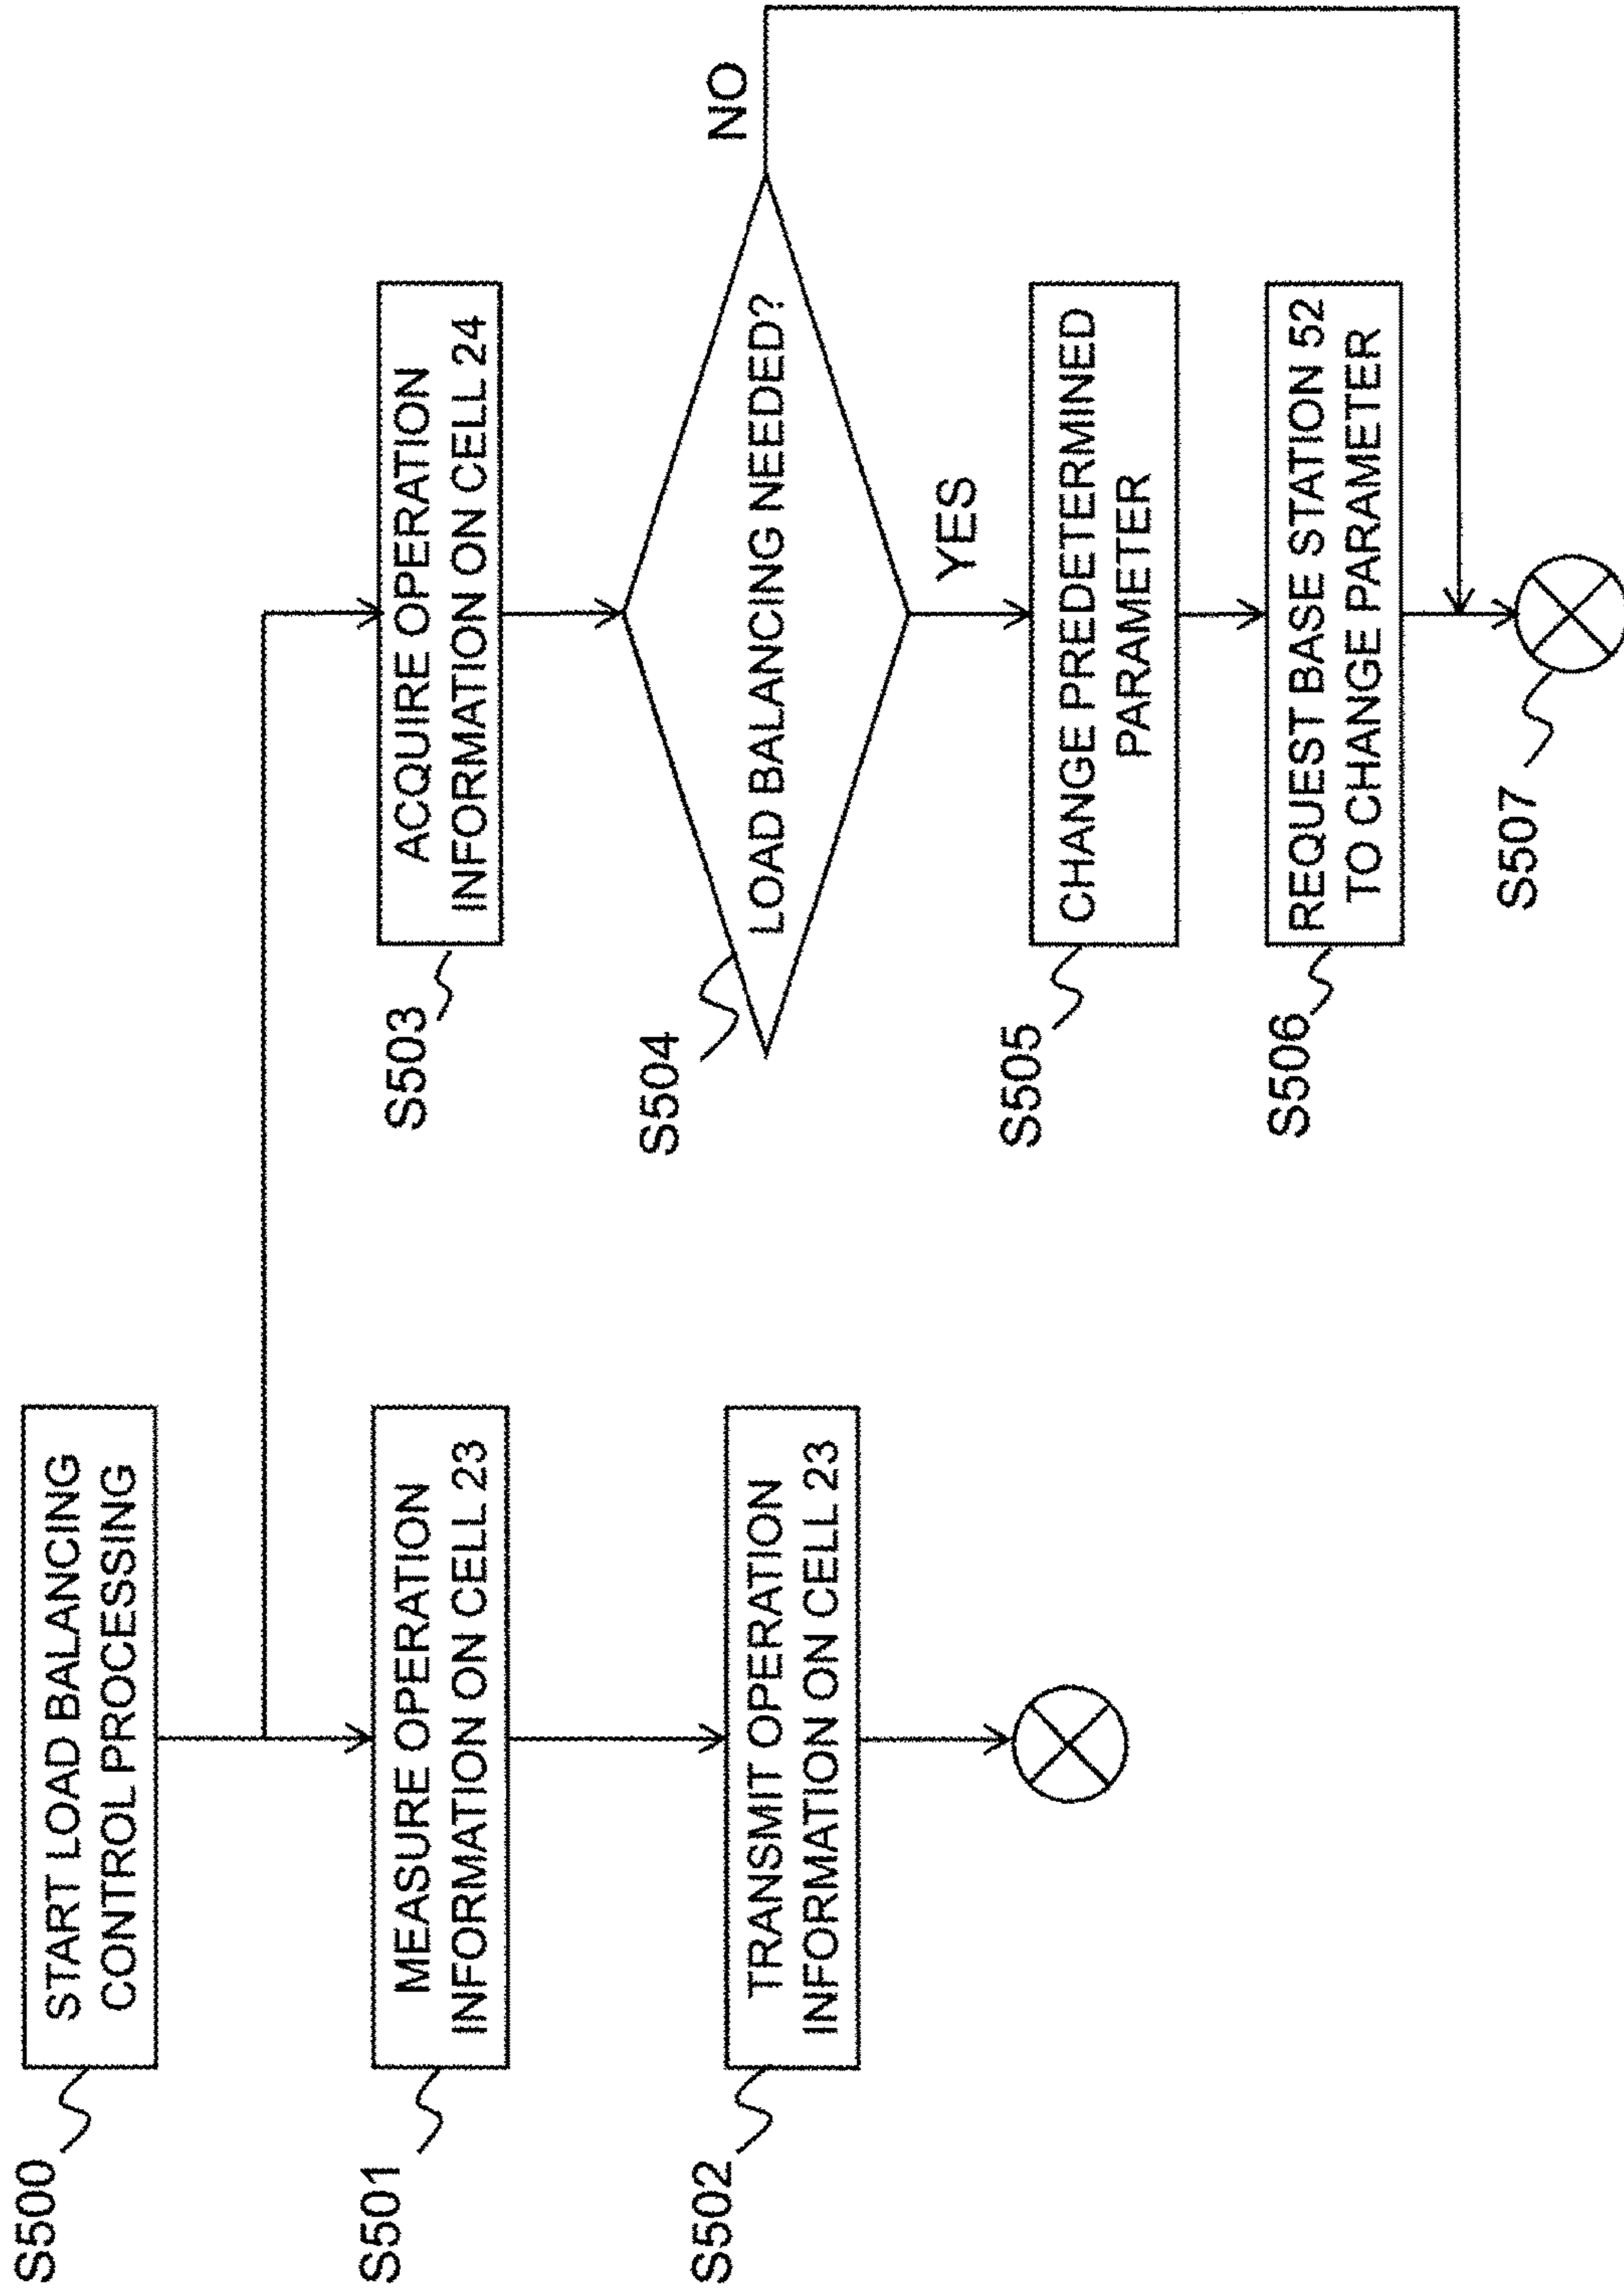 S500
START LOAD BALANCING
CONTROL PROCESSING
S501
MEASURE OPERATION
INFORMATION ON CELL 23
S502
TRANSMIT OPERATION
INFORMATION ON CELL 23
S503
ACQUIRE OPERATION
INFORMATION ON CELL 24
S504
LOAD BALANCING NEEDED?
NO
YES
S505
CHANGE PREDETERMINED
PARAMETER
S506
REQUEST BASE STATION 52
TO CHANGE PARAMETER
S507